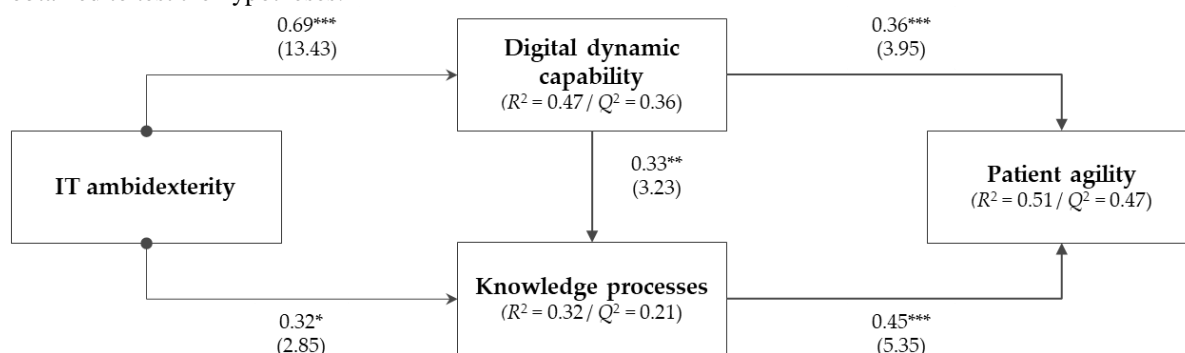 0.69***
(13.43)
Digital dynamic
capability
(R² = 0.47 / Q² = 0.36)
0.36***
(3.95)
IT ambidexterity
0.33**
(3.23)
Patient agility
(R² = 0.51 / Q² = 0.47)
Knowledge processes
(R² = 0.32 / Q² = 0.21)
0.32*
(2.85)
0.45***
(5.35)